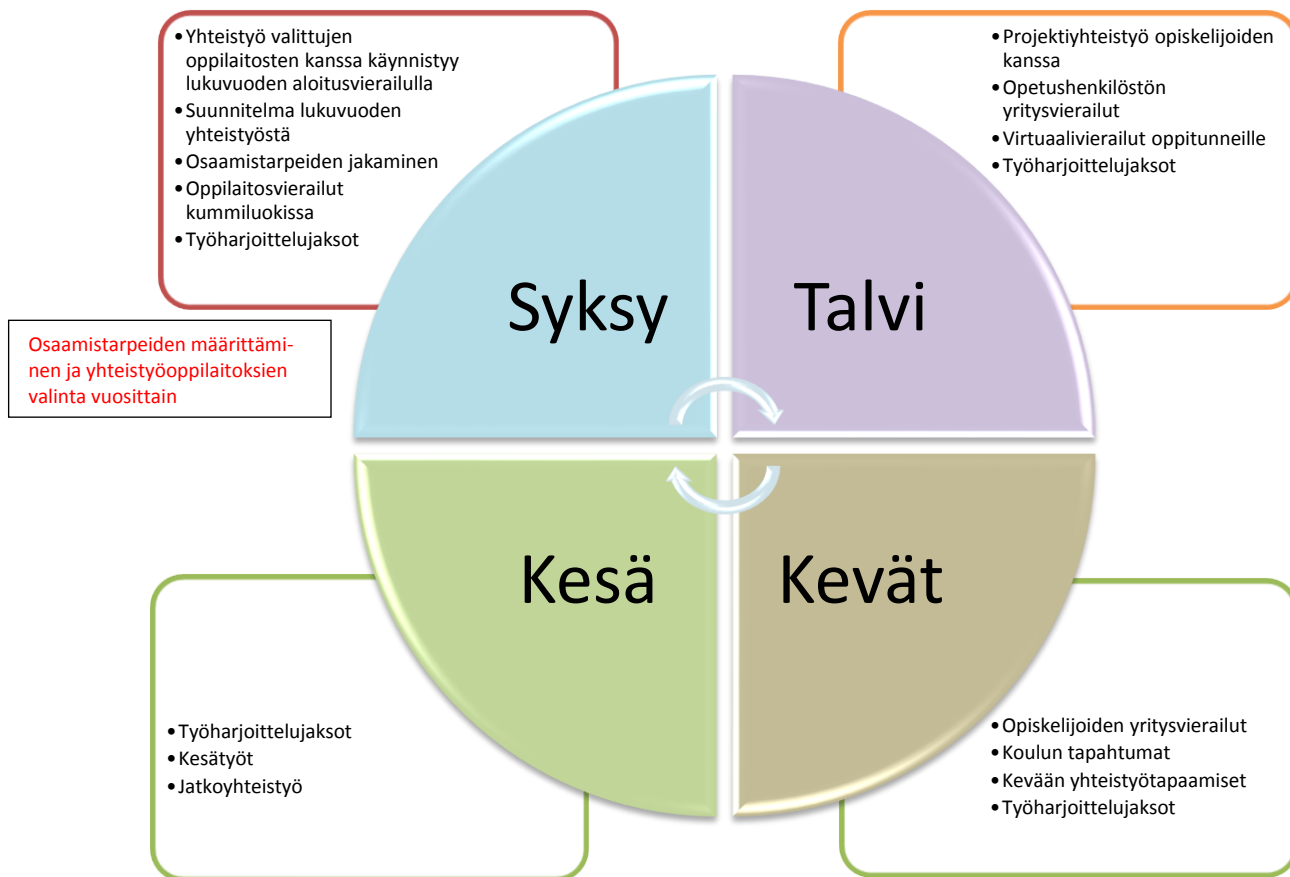 •Yhteistyö valittujen
oppilaitosten kanssa käynnistyy
lukuvuoden aloitusvierailulla
•Suunnitelma lukuvuoden
yhteistyöstä
•Osaamistarpeiden jakaminen
•Oppilaitosvierailut
kummiluokissa
•Työharjoittelujaksot
•Projektiyhteistyö opiskelijoiden
kanssa
•Opetushenkilöstön
yritysvierailut
•Virtuaalivierailut oppitunneille
•Työharjoittelujaksot
Syksy
Talvi
Osaamistarpeiden määrittämi-
nen ja yhteistyöoppilaitoksien
valinta vuosittain
Kesä
Kevät
•Työharjoittelujaksot
•Kesätyöt
•Jatkoyhteistyö
•Opiskelijoiden yritysvierailut
•Koulun tapahtumat
•Kevään yhteistyötapaamiset
•Työharjoittelujaksot